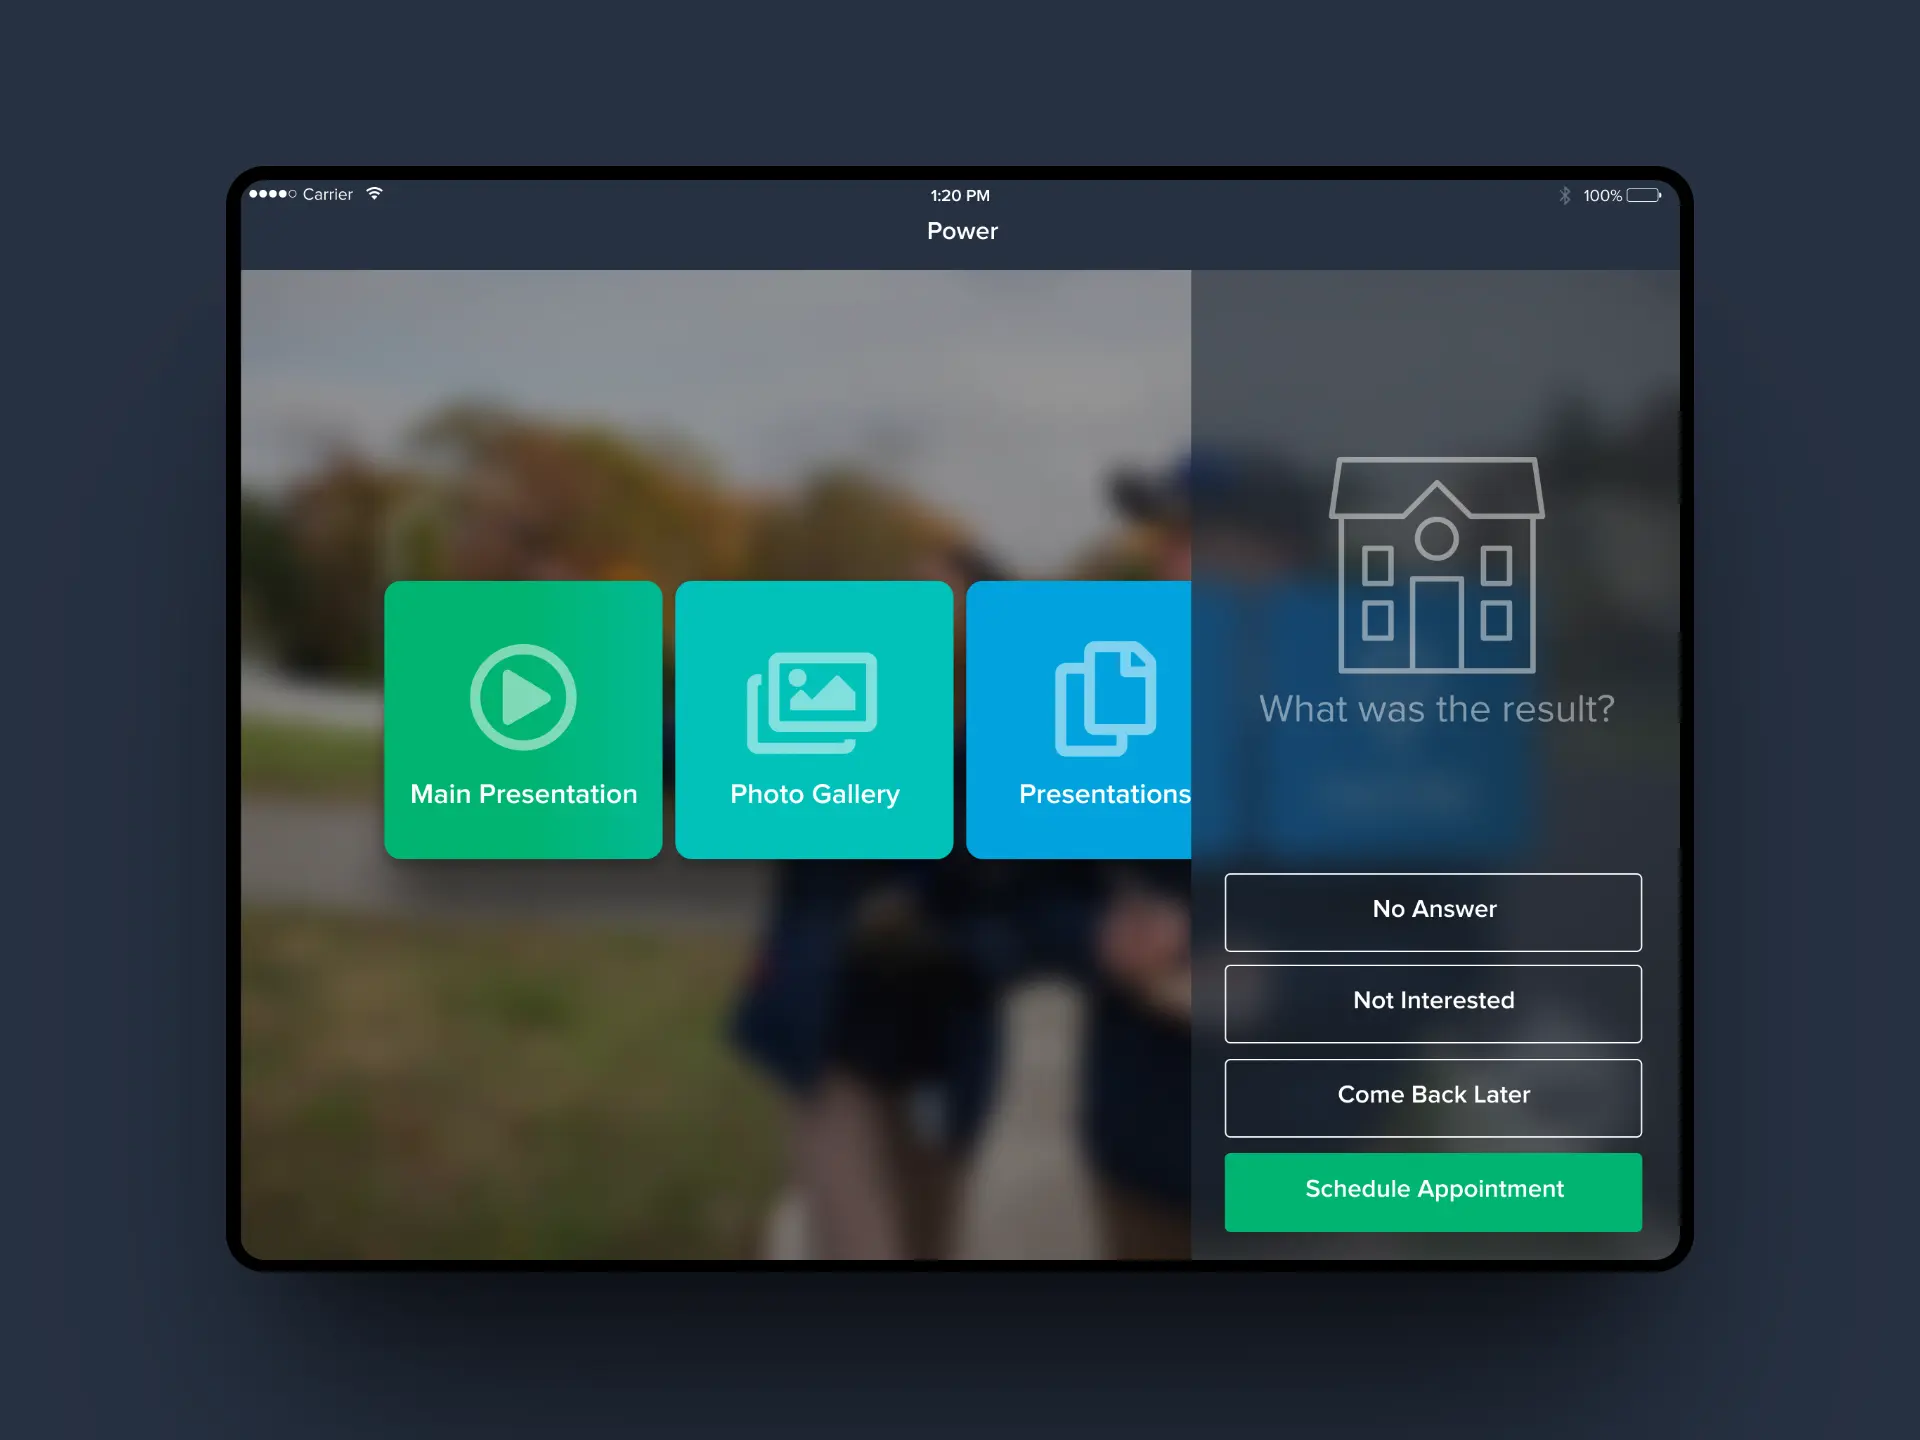 Carrier
1:20 PM
100%
Power
Main Presentation
Photo Gallery
Presentations
What was the result?
No Answer
Not Interested
Come Back Later
Schedule Appointment